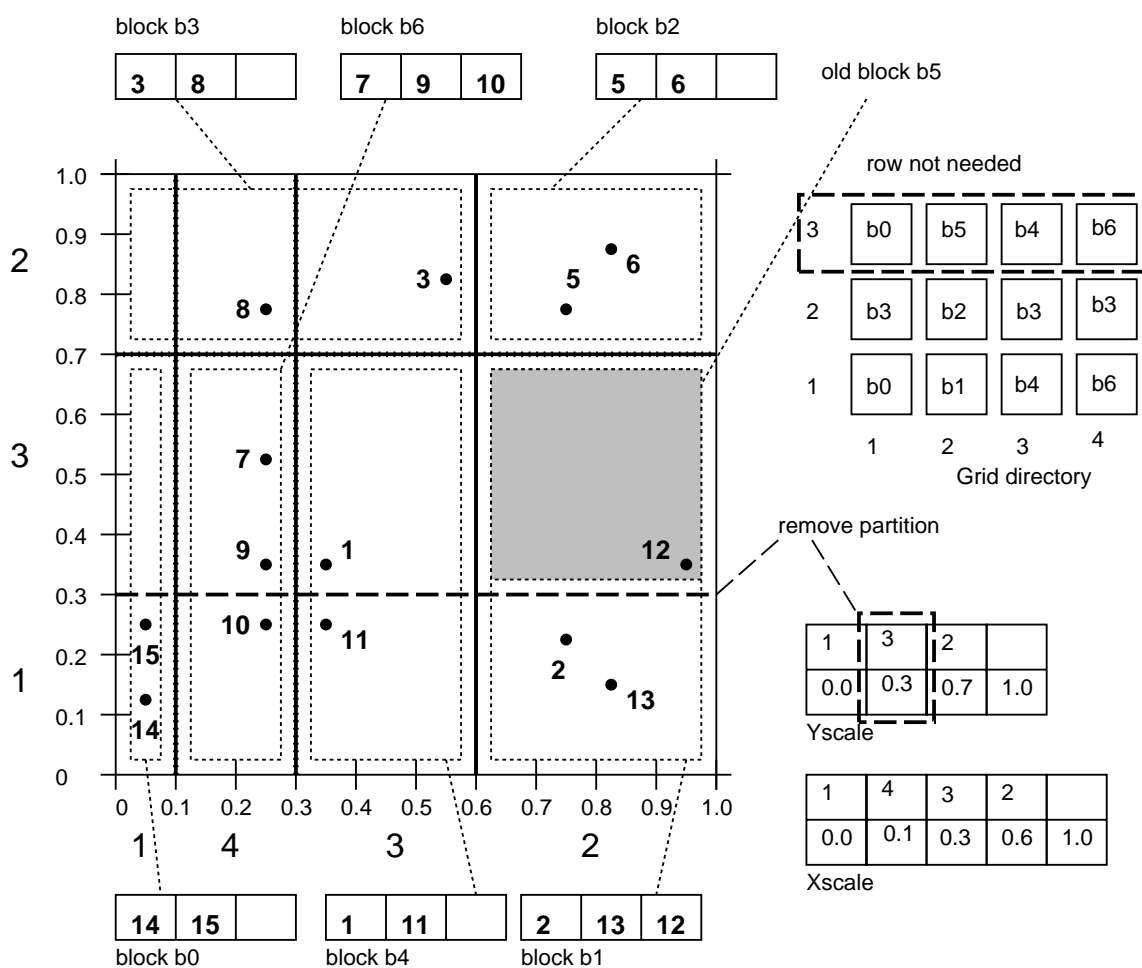 block b3
block b6
block b2
3 8
7 9 10
5 6
old block b5
row not needed
3 b0 b5 b4 b6
2 b3 b2 b3 b3
1 b0 b1 b4 b6
1 2 3 4
Grid directory
1.0
0.9
0.8
0.7
0.6
0.5
0.4
0.3
0.2
0.1
0
2
3
1
6
3
5
8
7
9
1
12
10
11
15
2
13
14
0 0.1 0.2 0.3 0.4 0.5 0.6 0.7 0.8 0.9 1.0
1 4 3 2
remove partition
1 3 2
0.0 0.3 0.7 1.0
Yscale
1 4 3 2
0.0 0.1 0.3 0.6 1.0
Xscale
14 15
1 11
2 13 12
block b0
block b4
block b1